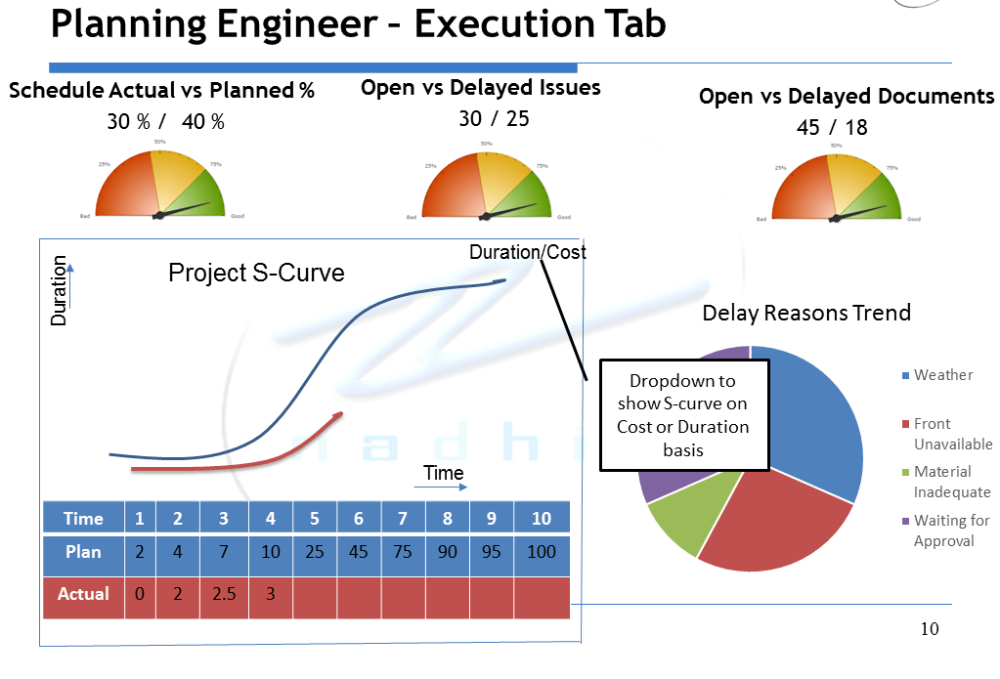 Planning Engineer – Execution Tab
Schedule Actual vs Planned %
30 % / 40 %
Open vs Delayed Issues
30 / 25
Open vs Delayed Documents
45 / 18
Bad
25%
50%
75%
Good
Bad
25%
50%
75%
Good
Bad
25%
50%
75%
Good
Duration
Project S-Curve
Duration/Cost
Time
Time 1 2 3 4 5 6 7 8 9 10
Plan 2 4 7 10 25 45 75 90 95 100
Actual 0 2 2.5 3
Delay Reasons Trend
Dropdown to
show S-curve on
Cost or Duration
basis
Weather
Front
Unavailable
Material
Inadequate
Waiting for
Approval
10